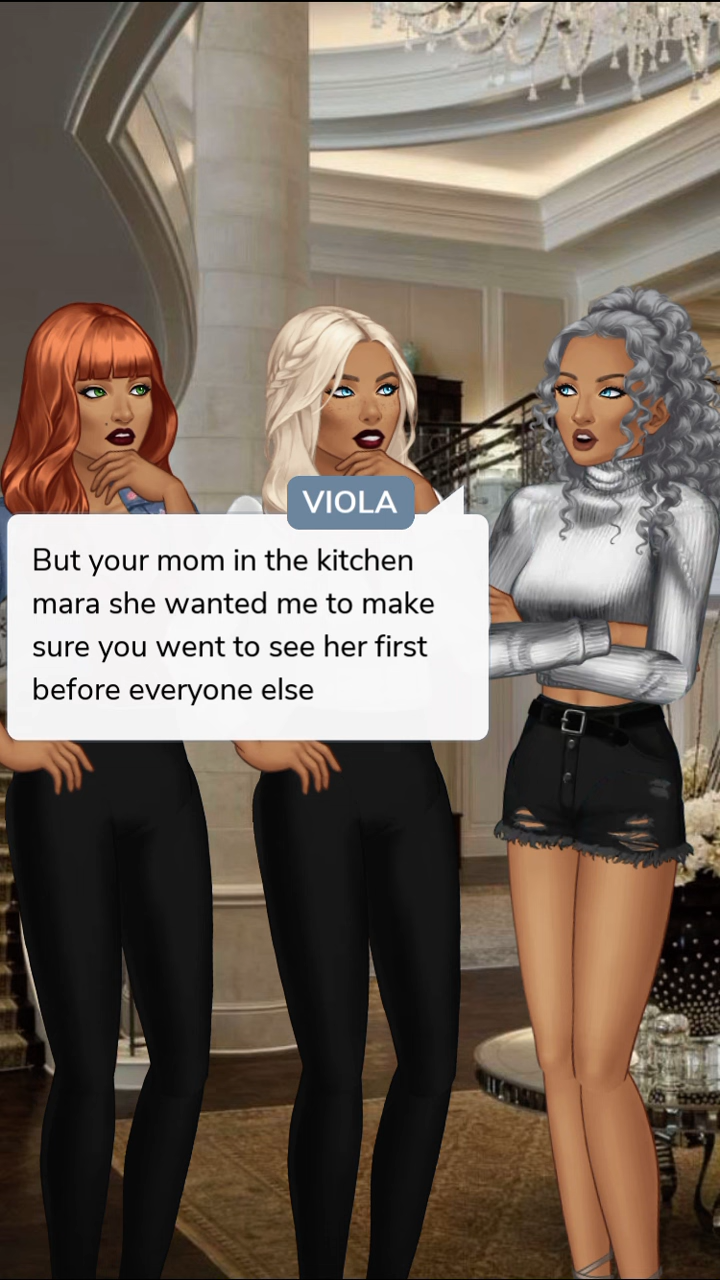 VIOLA
But your mom in the kitchen
mara she wanted me to make
sure you went to see her first
before everyone else